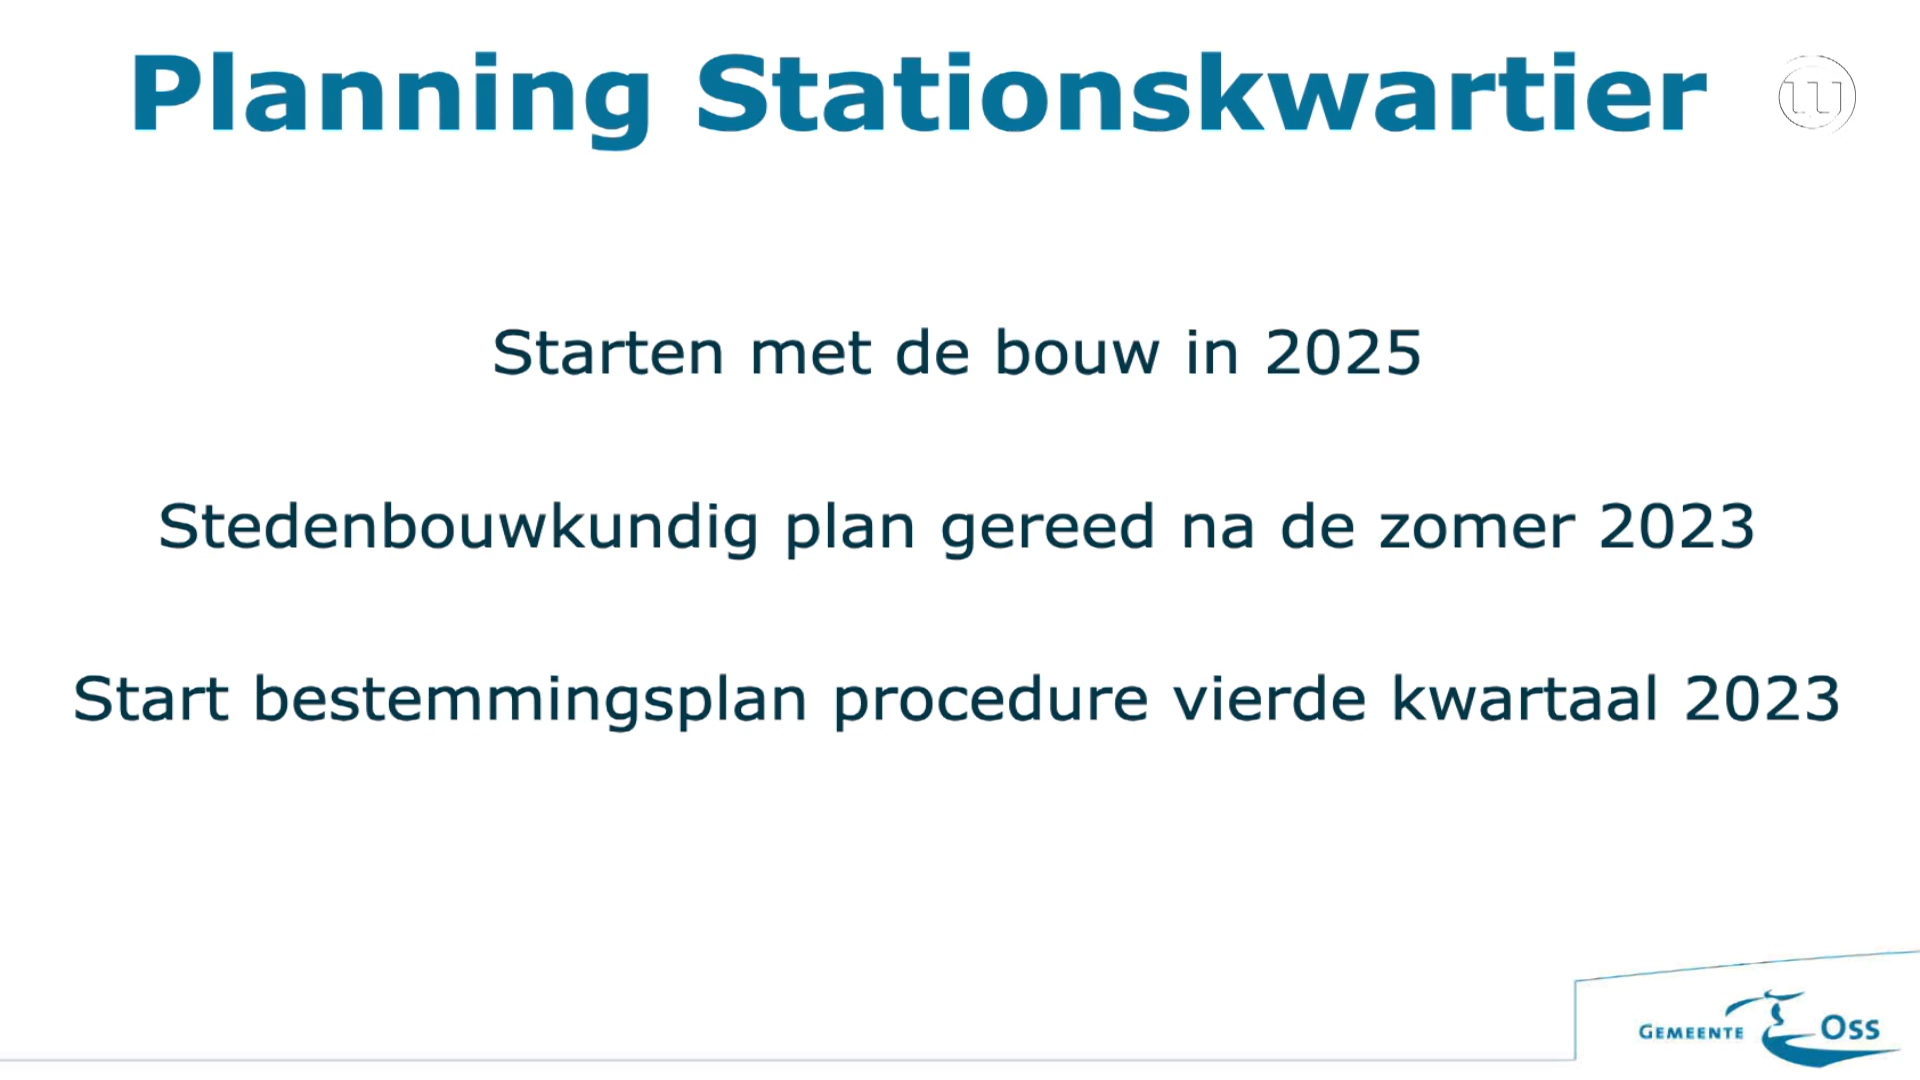 Planning Stationskwartier
Starten met de bouw in 2025
Stedenbouwkundig plan gereed na de zomer 2023
Start bestemmingsplan procedure vierde kwartaal 2023
GEMEENTE OSS